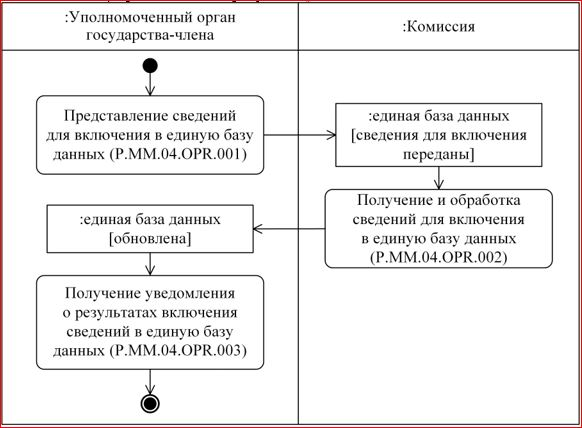 :Уполномоченный орган
государства-члена
:Комиссия
Представление сведений
для включения в единую базу
данных (P.MM.04.OPR.001)
:единая база данных
[сведения для включения
переданы]
Получение и обработка
сведений для включения
в единую базу данных
(P.MM.04.OPR.002)
:единая база данных
[обновлена]
Получение уведомления
о результатах включения
сведений в единую базу
данных (P.MM.04.OPR.003)